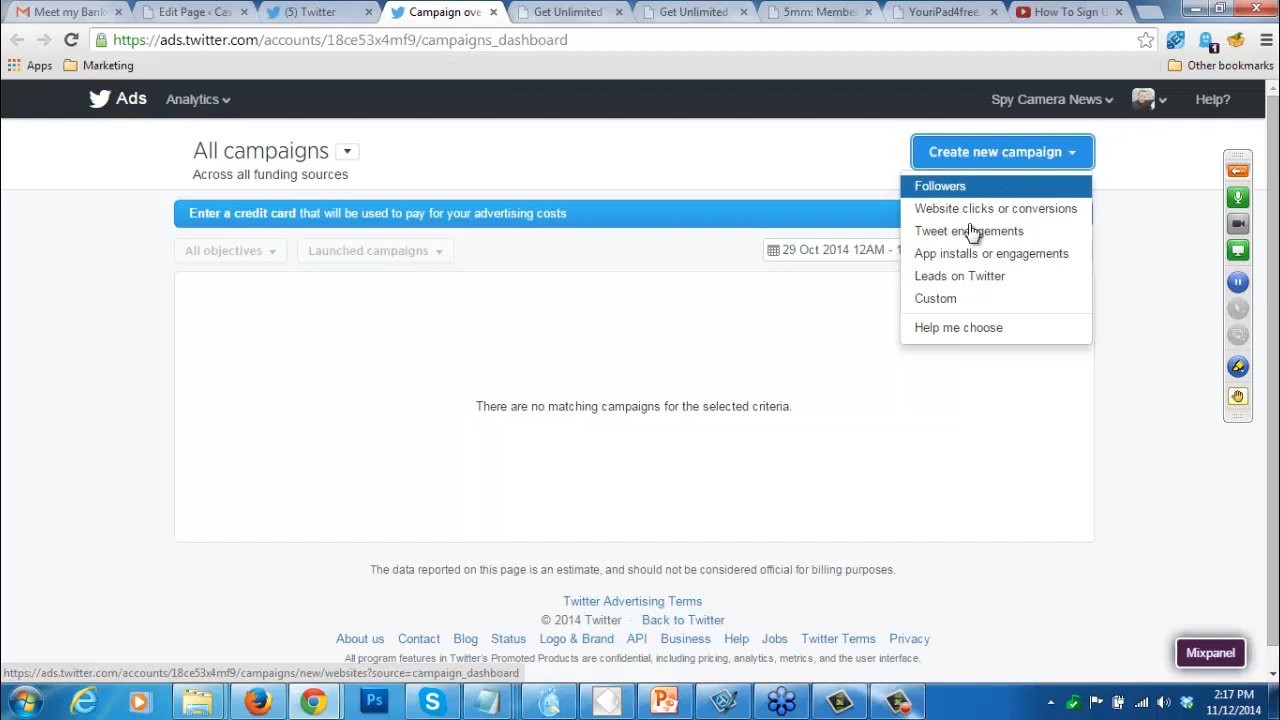 Meet my Bank
Edit Page ‹ Cas
(5) Twitter
Campaign ove
Get Unlimited
Get Unlimited
5mm: Membe
YouriPad4free.
How To Sign U
https://ads.twitter.com/accounts/18ce53x4mf9/campaigns_dashboard
1
Apps
Marketing
Other bookmarks
Ads
Analytics
Spy Camera News
Help?
All campaigns
Across all funding sources
Create new campaign
Followers
Website clicks or conversions
Tweet engagements
App installs or engagements
Leads on Twitter
Custom
Help me choose
Enter a credit card that will be used to pay for your advertising costs
All objectives
Launched campaigns
29 Oct 2014 12AM - 1
There are no matching campaigns for the selected criteria.
The data reported on this page is an estimate, and should not be considered official for billing purposes.
Twitter Advertising Terms
© 2014 Twitter · Back to Twitter
About us Contact Blog Status Logo & Brand API Business Help Jobs Twitter Terms Privacy
All program features in Twitter's Promoted Products are confidential, including pricing, analytics, metrics, and the user interface.
Mixpanel
https://ads.twitter.com/accounts/18ce53x4mf9/campaigns/new/websites?source=campaign_dashboard
2:17 PM
11/12/2014